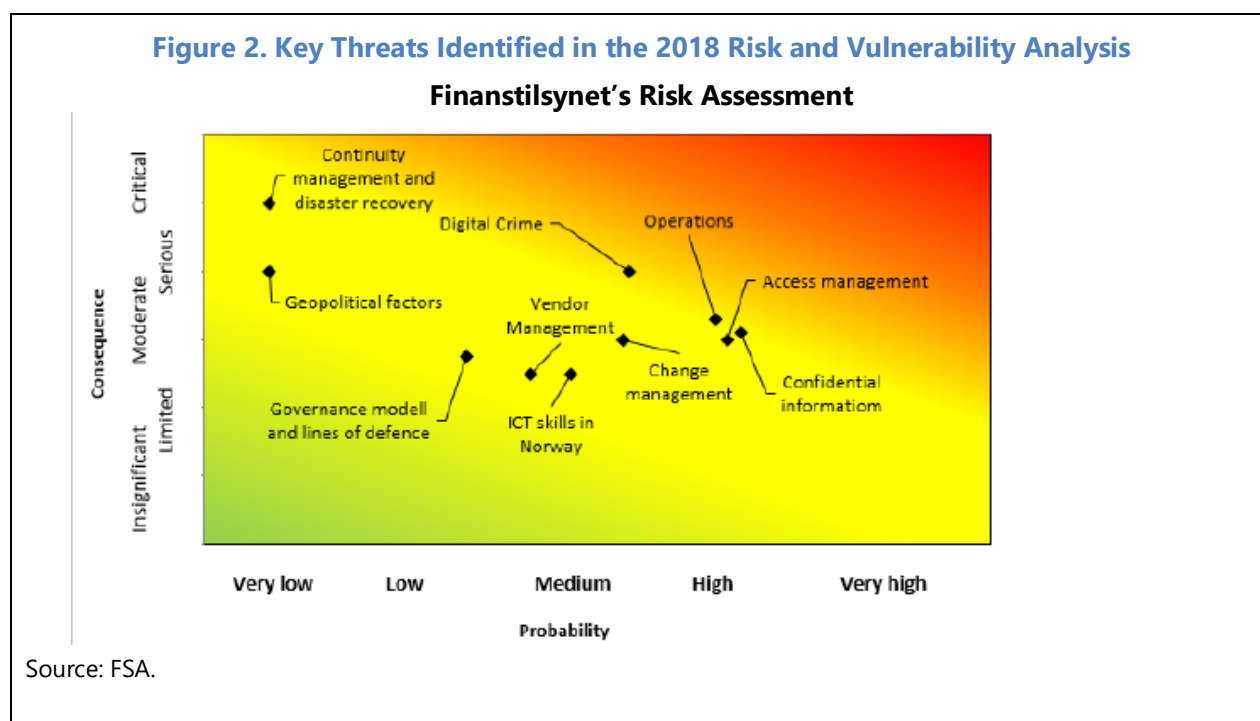 Figure 2. Key Threats Identified in the 2018 Risk and Vulnerability Analysis
Finanstilsynet's Risk Assessment
Consequence
Critical
Serious
Moderate
Limited
Insignificant
Continuity
management and
disaster recovery
Digital Crime
Operations
Access management
Geopolitical factors
Vendor
Management
Change
management
Confidential
informatiom
Governance modell
and lines of defence
ICT skills in
Norway
Very low
Low
Medium
High
Very high
Probability
Source: FSA.